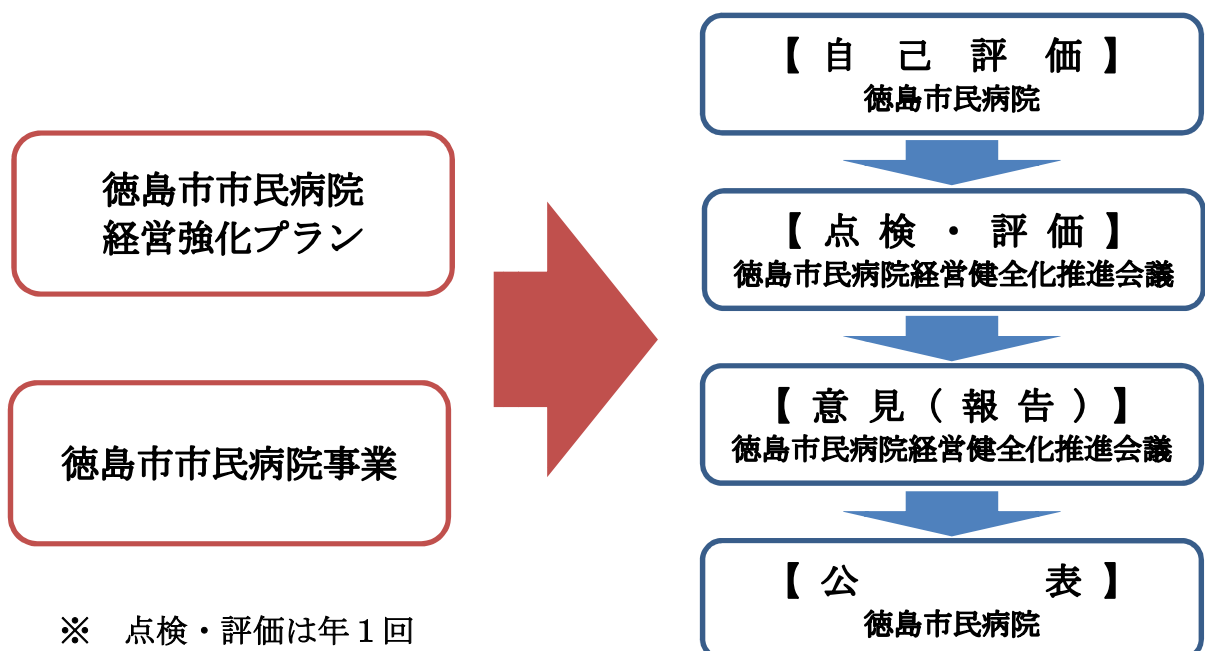 徳島市市民病院
経営強化プラン
徳島市市民病院事業
※　点検・評価は年１回
【 自 己 評 価 】
徳島市民病院
【 点 検 ・ 評 価 】
徳島市民病院経営健全化推進会議
【 意 見 （ 報 告 ） 】
徳島市民病院経営健全化推進会議
【 公 表 】
徳島市民病院